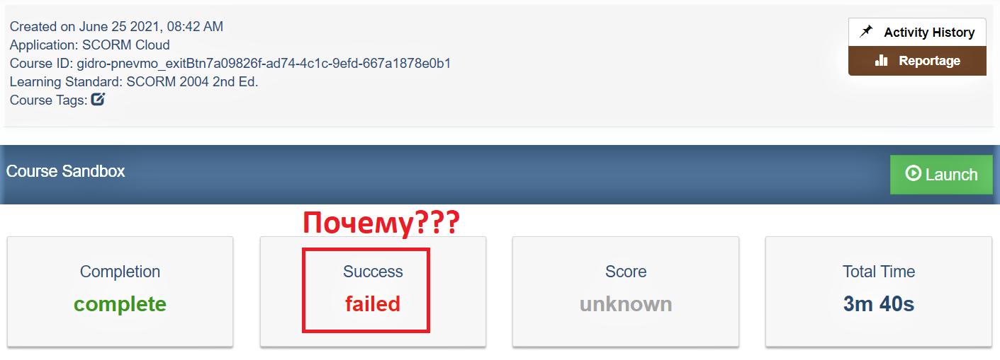 Created on June 25 2021, 08:42 AM
Application: SCORM Cloud
Course ID: gidro-pnevmo_exitBtn7a09826f-ad74-4c1c-9efd-667a1878e0b1
Learning Standard: SCORM 2004 2nd Ed.
Course Tags:
Activity History
Reportage
Course Sandbox
Launch
Почему???
Completion
complete
Success
failed
Score
unknown
Total Time
3m 40s